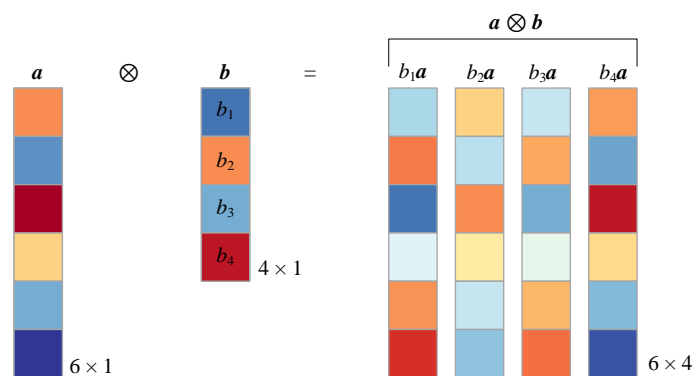 a ⊗ b
a ⊗ b = b₁a b₂a b₃a b₄a
b₁
b₂
b₃
b₄
4 × 1
6 × 1
6 × 4